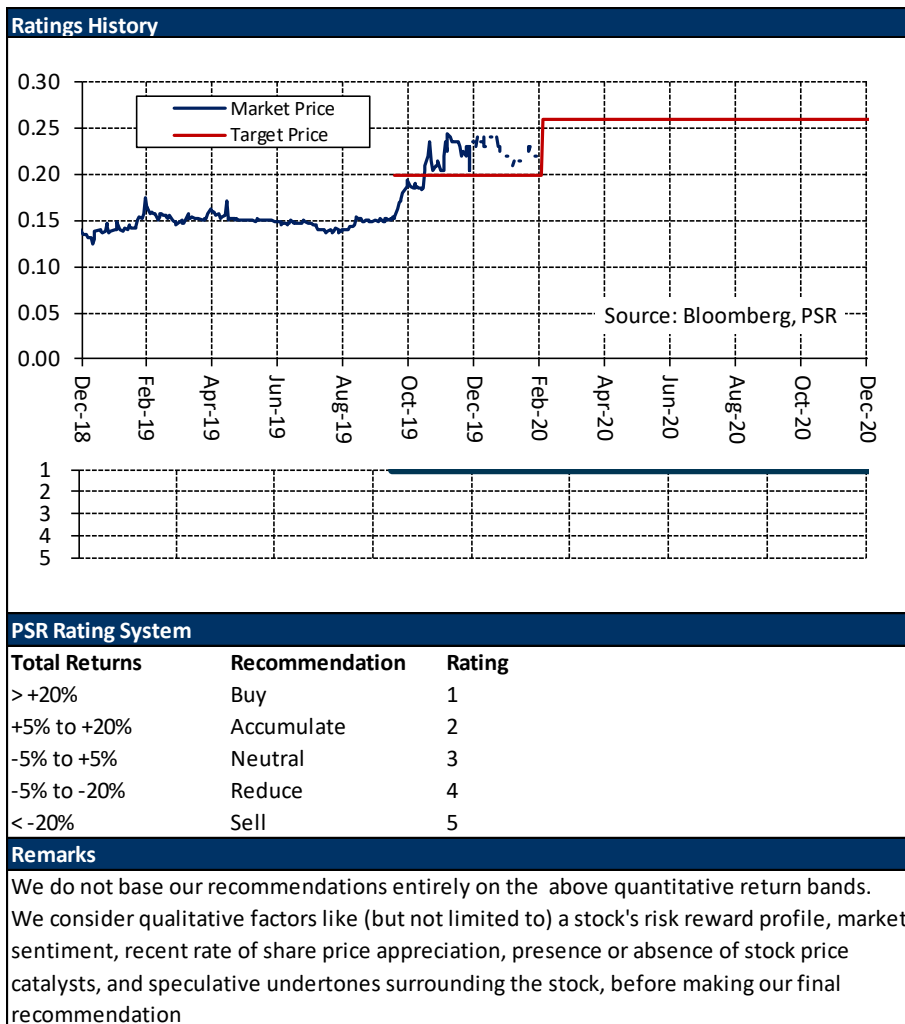 Ratings History
0.30
0.25
0.20
0.15
0.10
0.05
0.00
Market Price
Target Price
Source: Bloomberg, PSR
Dec-18
Feb-19
Apr-19
Jun-19
Aug-19
Oct-19
Dec-19
Feb-20
Apr-20
Jun-20
Aug-20
Oct-20
Dec-20
1
2
3
4
5
PSR Rating System
Total Returns Recommendation Rating
> +20% Buy 1
+5% to +20% Accumulate 2
-5% to +5% Neutral 3
-5% to -20% Reduce 4
< -20% Sell 5
Remarks
We do not base our recommendations entirely on the above quantitative return bands.
We consider qualitative factors like (but not limited to) a stock's risk reward profile, market
sentiment, recent rate of share price appreciation, presence or absence of stock price
catalysts, and speculative undertones surrounding the stock, before making our final
recommendation